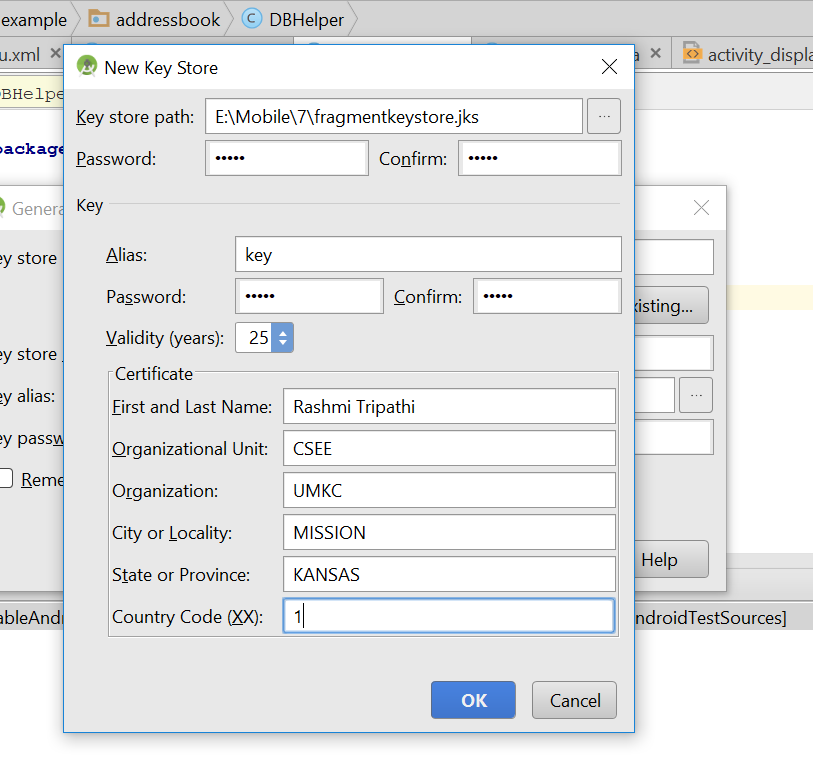 example addressbook DBHelper
u.xml activity_displa
DBHelpe
New Key Store
package
Key store path: E:\Mobile\7\fragmentkeystore.jks ...
Password: ••••• Confirm: •••••
Key
Genera
Alias: key
ey store
Password: ••••• Confirm: •••••
xisting...
Validity (years): 25
ey store
Certificate
ey alias: ...
First and Last Name: Rashmi Tripathi
ey passw
Organizational Unit: CSEE
Reme
Organization: UMKC
City or Locality: MISSION
Help
State or Province: KANSAS
Country Code (XX): 1
ableAndr
ndroidTestSources]
OK Cancel